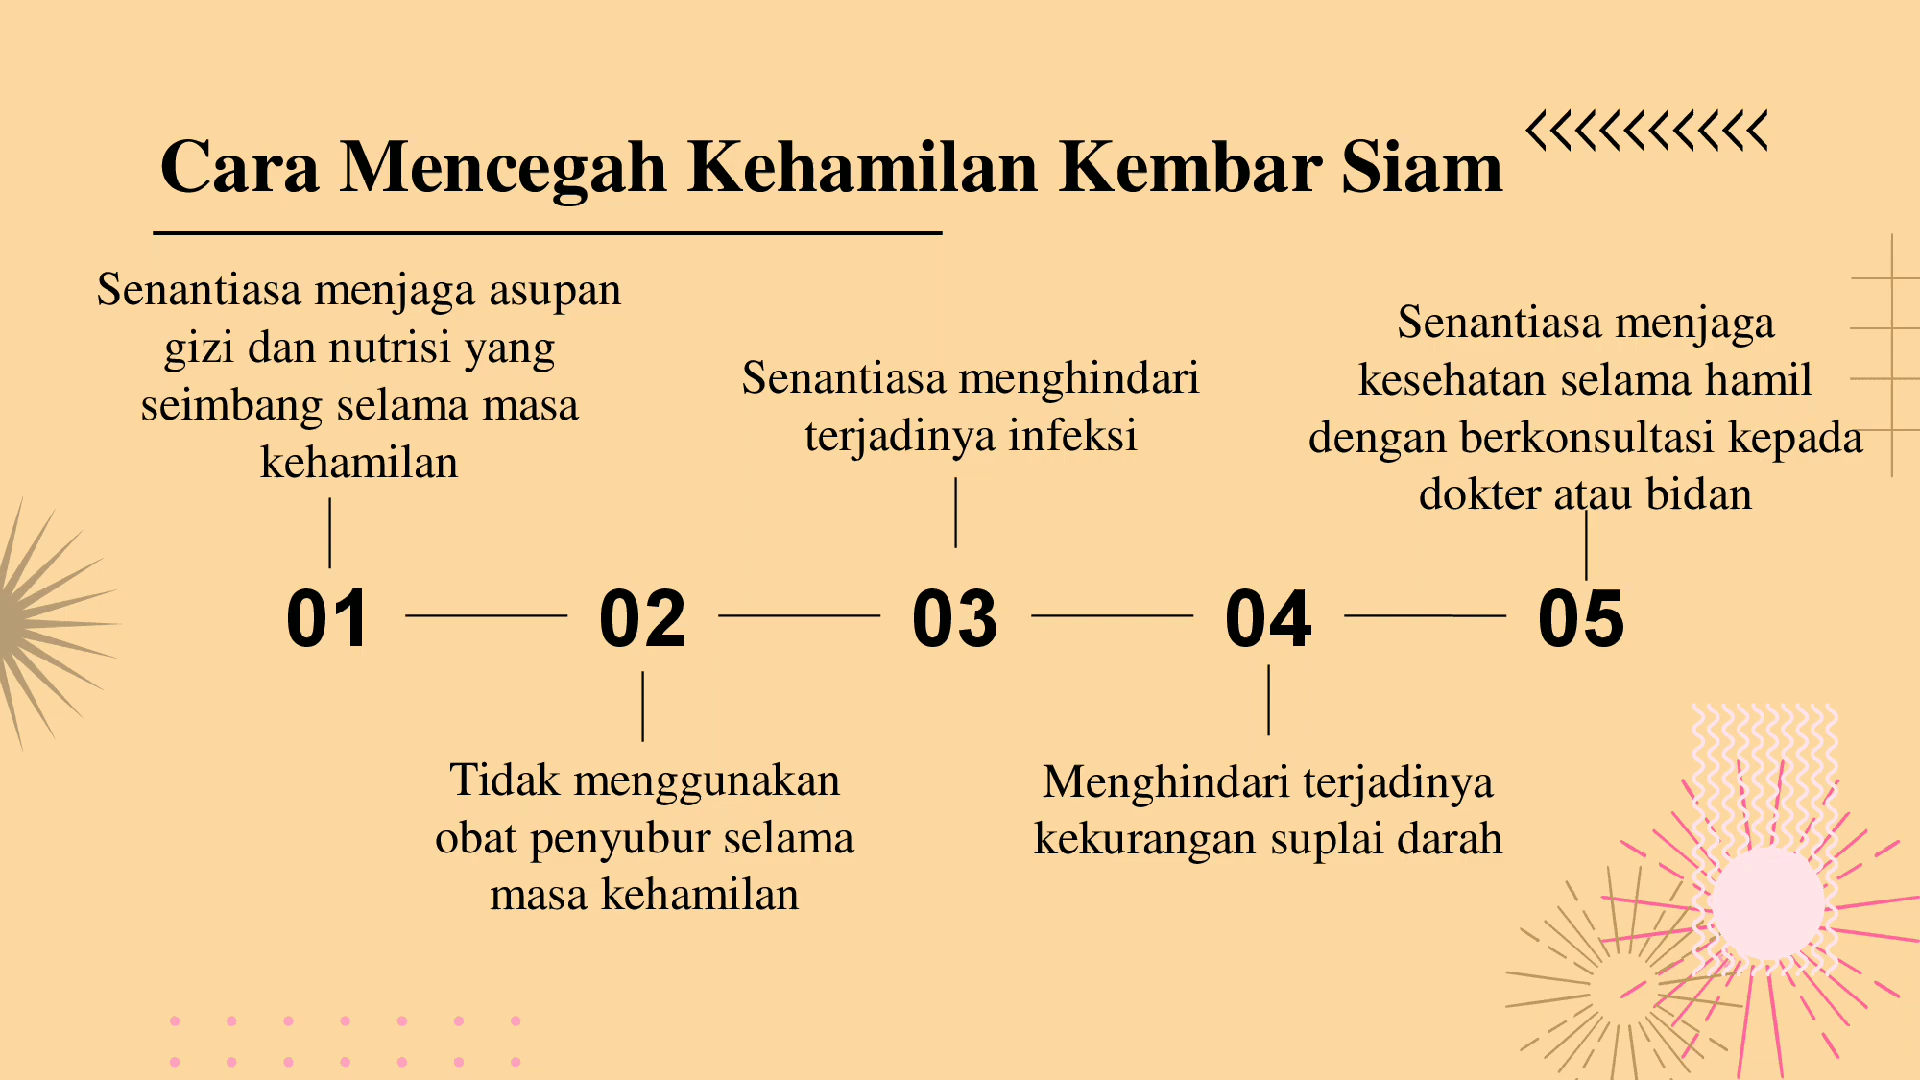 Cara Mencegah Kehamilan Kembar Siam
Senantiasa menjaga asupan
gizi dan nutrisi yang
seimbang selama masa
kehamilan
01
02
Tidak menggunakan
obat penyubur selama
masa kehamilan
Senantiasa menghindari
terjadinya infeksi
03
04
Menghindari terjadinya
kekurangan suplai darah
Senantiasa menjaga
kesehatan selama hamil
dengan berkonsultasi kepada
dokter atau bidan
05